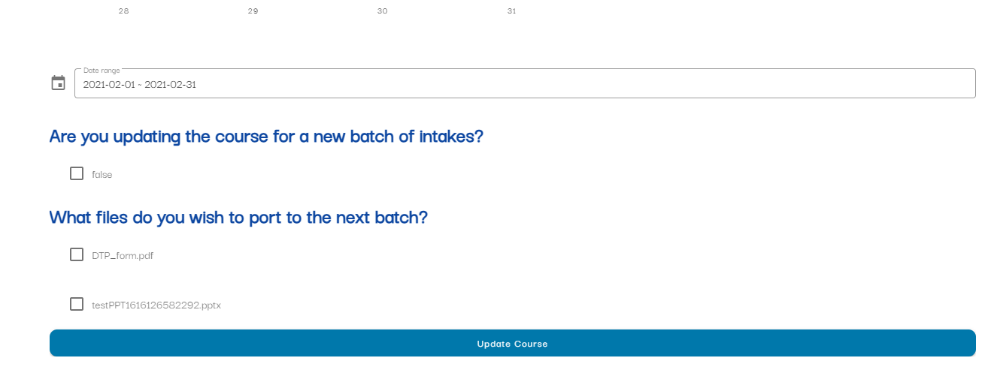 28 29 30 31
Date range
2021-02-01 ~ 2021-02-31
Are you updating the course for a new batch of intakes?
false
What files do you wish to port to the next batch?
DTP_form.pdf
testPPT1616126582292.pptx
Update Course